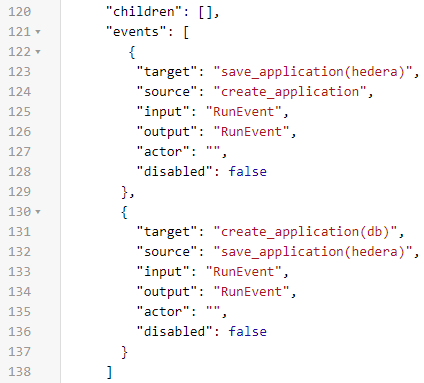 120 "children": [],
121 "events": [
122 {
123 "target": "save_application(hedera)",
124 "source": "create_application",
125 "input": "RunEvent",
126 "output": "RunEvent",
127 "actor": "",
128 "disabled": false
129 },
130 {
131 "target": "create_application(db)",
132 "source": "save_application(hedera)",
133 "input": "RunEvent",
134 "output": "RunEvent",
135 "actor": "",
136 "disabled": false
137 }
138 ]